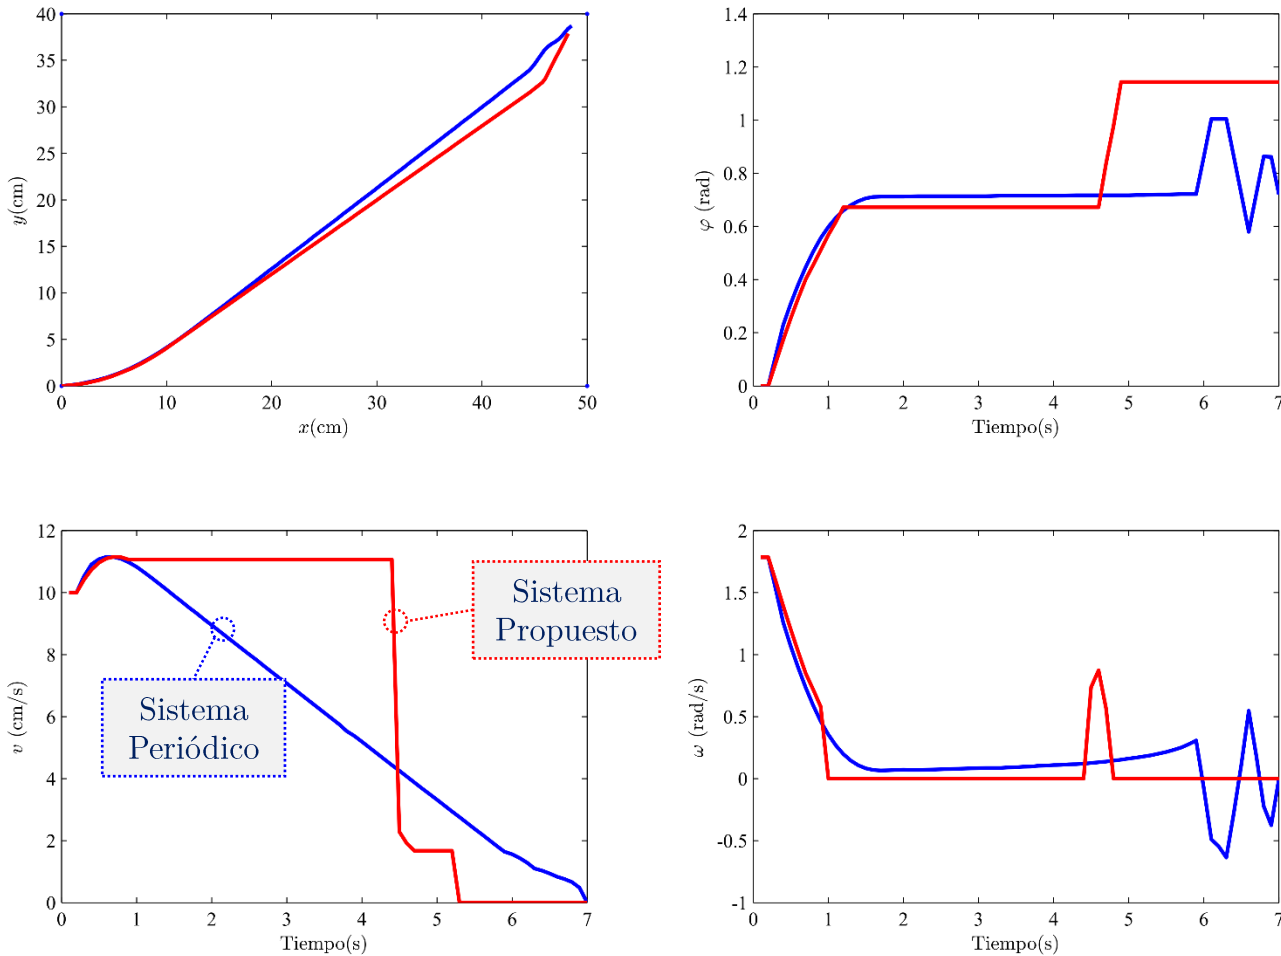 40
35
30
25
20
15
10
5
0
y(cm)
0 10 20 30 40 50
x(cm)
1.4
1.2
1
0.8
0.6
0.4
0.2
0
φ (rad)
0 1 2 3 4 5 6 7
Tiempo(s)
12
10
8
6
4
2
0
v (cm/s)
0 1 2 3 4 5 6 7
Tiempo(s)
Sistema
Periódico
Sistema
Propuesto
2
1.5
1
0.5
0
-0.5
-1
ω (rad/s)
0 1 2 3 4 5 6 7
Tiempo(s)